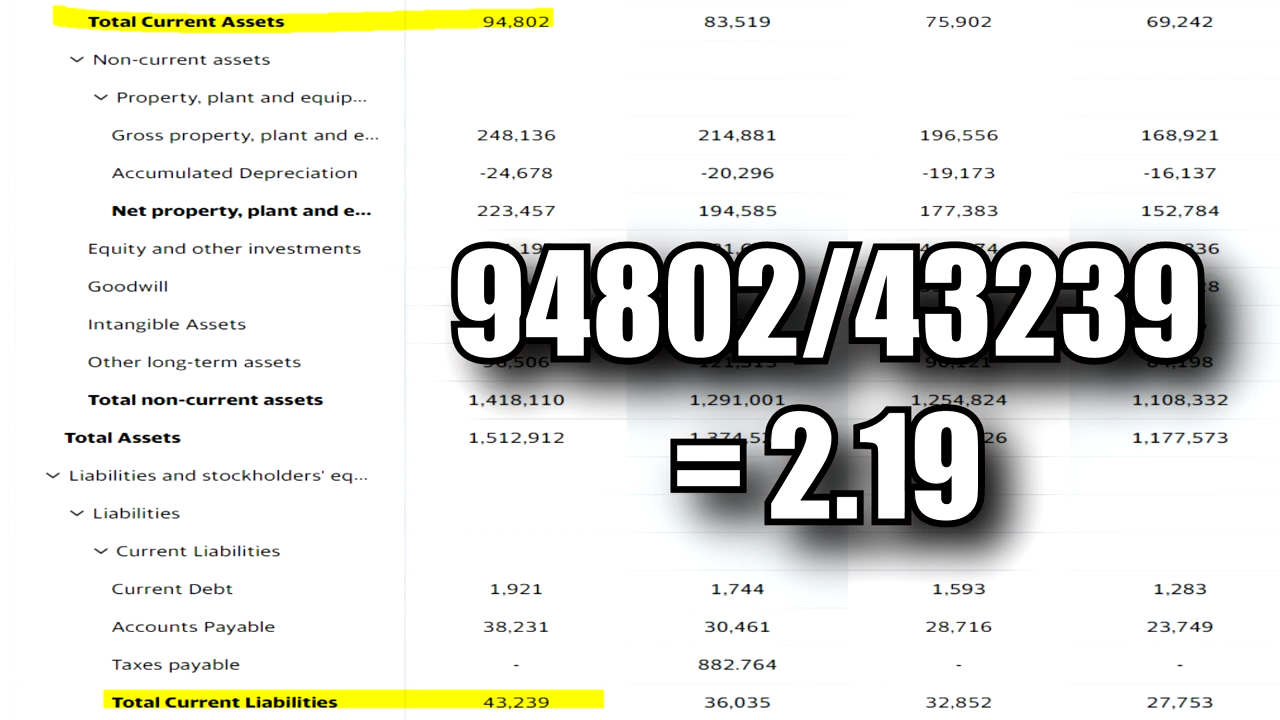 Total Current Assets 94,802 83,519 75,902 69,242
Non-current assets
Property, plant and equip...
Gross property, plant and e... 248,136 214,881 196,556 168,921
Accumulated Depreciation -24,678 -20,296 -19,173 -16,137
Net property, plant and e... 223,457 194,585 177,383 152,784
Equity and other investments
94802/43239
Goodwill
Intangible Assets
Other long-term assets
Total non-current assets 1,418,110 1,291,001 1,254,824 1,108,332
Total Assets 1,512,912 1,177,573
= 2.19
Liabilities and stockholders' eq...
Liabilities
Current Liabilities
Current Debt 1,921 1,744 1,593 1,283
Accounts Payable 38,231 30,461 28,716 23,749
Taxes payable - 882.764 - -
Total Current Liabilities 43,239 36,035 32,852 27,753